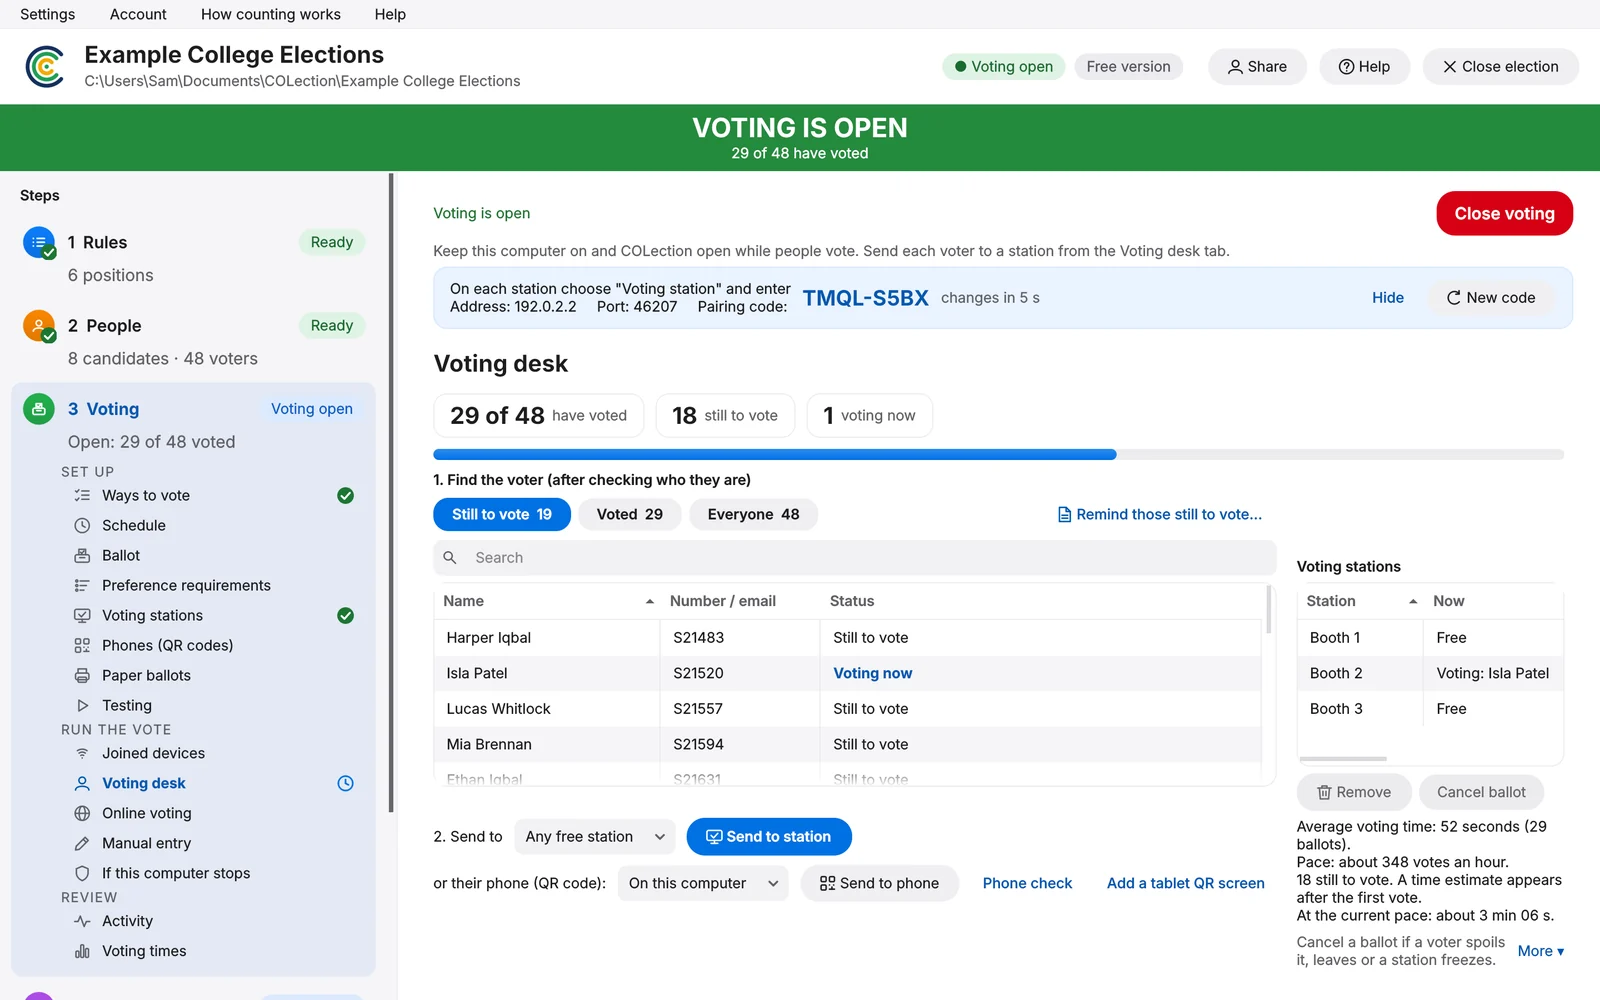 Settings Account How counting works Help
Example College Elections
C:\Users\Sam\Documents\COLection\Example College Elections
Voting open Free version Share Help Close election
VOTING IS OPEN
29 of 48 have voted
Steps
1 Rules Ready
6 positions
2 People Ready
8 candidates · 48 voters
3 Voting Voting open
Open: 29 of 48 voted
SET UP
Ways to vote
Schedule
Ballot
Preference requirements
Voting stations
Phones (QR codes)
Paper ballots
Testing
RUN THE VOTE
Joined devices
Voting desk
Online voting
Manual entry
If this computer stops
REVIEW
Activity
Voting times
Voting is open
Close voting
Keep this computer on and COLection open while people vote. Send each voter to a station from the Voting desk tab.
On each station choose "Voting station" and enter
Address: 192.0.2.2 Port: 46207 Pairing code: TMQL-S5BX changes in 5 s
Hide New code
Voting desk
29 of 48 have voted 18 still to vote 1 voting now
1. Find the voter (after checking who they are)
Still to vote 19 Voted 29 Everyone 48 Remind those still to vote...
Search
Name Number / email Status
Harper Iqbal S21483 Still to vote
Isla Patel S21520 Voting now
Lucas Whitlock S21557 Still to vote
Mia Brennan S21594 Still to vote
Ethan Iqbal S21631 Still to vote
2. Send to Any free station Send to station
or their phone (QR code): On this computer Send to phone Phone check Add a tablet QR screen
Voting stations
Station Now
Booth 1 Free
Booth 2 Voting: Isla Patel
Booth 3 Free
Remove Cancel ballot
Average voting time: 52 seconds (29
ballots).
Pace: about 348 votes an hour.
18 still to vote. A time estimate appears
after the first vote.
At the current pace: about 3 min 06 s.
Cancel a ballot if a voter spoils
it, leaves or a station freezes.
More ▾